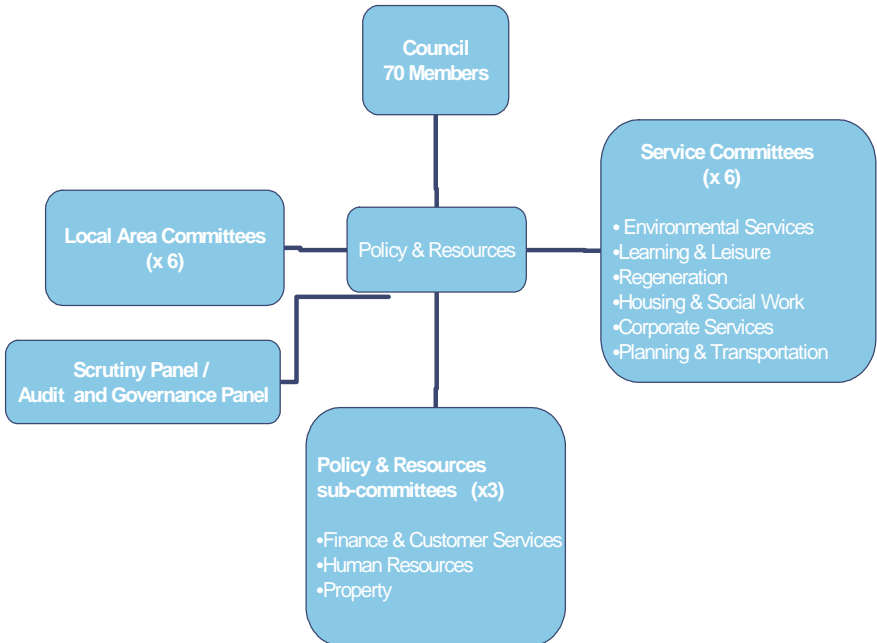 Council
70 Members
Service Committees
(x 6)
• Environmental Services
•Learning & Leisure
•Regeneration
•Housing & Social Work
•Corporate Services
•Planning & Transportation
Local Area Committees
(x 6)
Policy & Resources
Scrutiny Panel /
Audit and Governance Panel
Policy & Resources
sub-committees (x3)
•Finance & Customer Services
•Human Resources
•Property